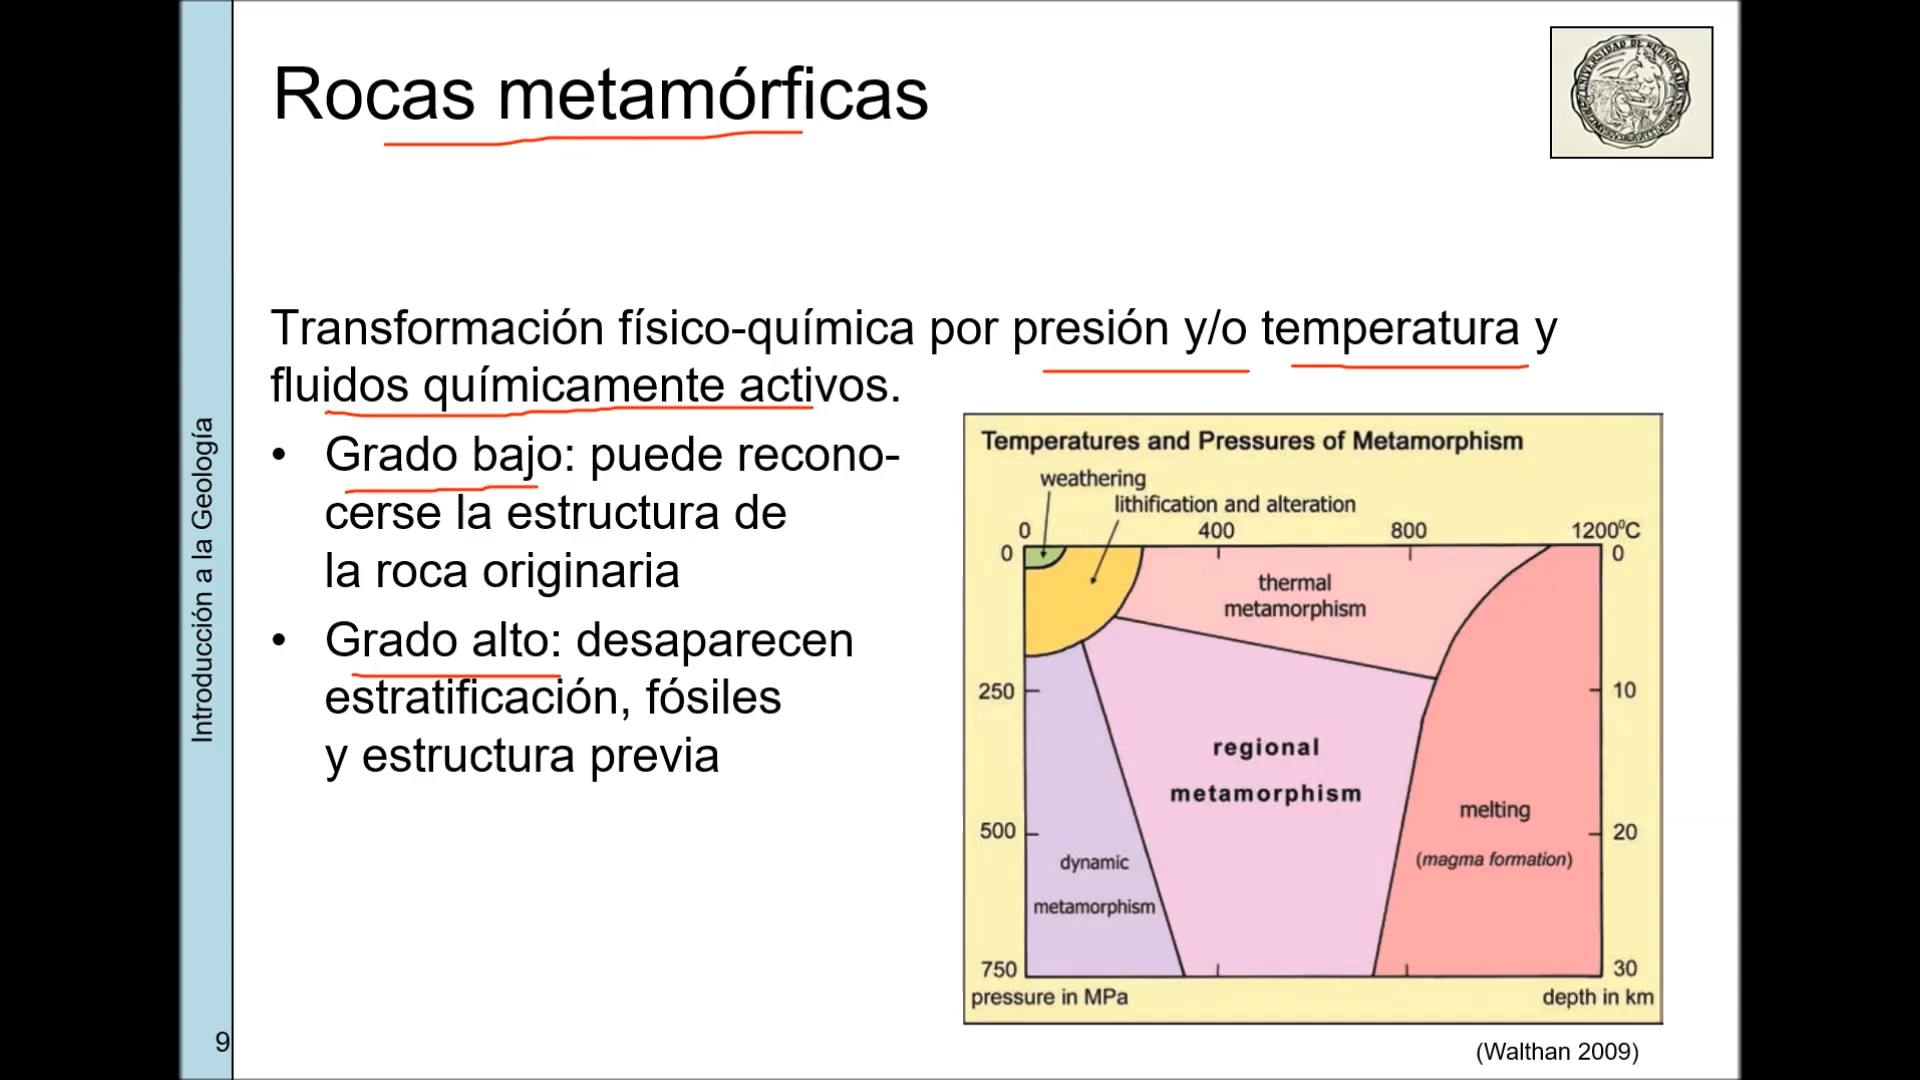 Rocas metamórficas
Transformación físico-química por presión y/o temperatura y
fluidos químicamente activos.
• Grado bajo: puede recono-
cerse la estructura de
la roca originaria
• Grado alto: desaparecen
estratificación, fósiles
y estructura previa
Introducción a la Geología
9
Temperatures and Pressures of Metamorphism
weathering
lithification and alteration
0 400 800 1200⁰C
0 0
thermal
metamorphism
250 10
regional
metamorphism
melting
500 20
(magma formation)
dynamic
metamorphism
750 30
pressure in MPa depth in km
(Walthan 2009)